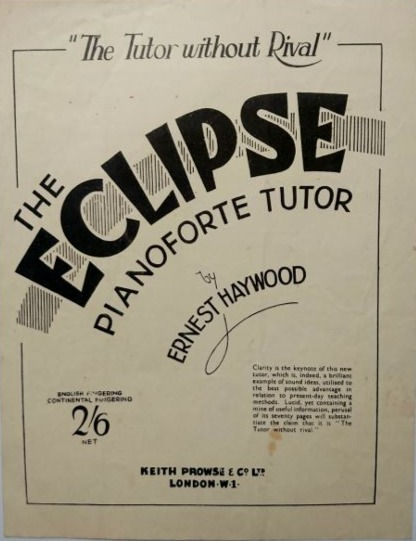 "The Tutor without Rival"
THE
ECLIPSE
PIANOFORTE TUTOR
by
ERNEST HAYWOOD
Clarity is the keynote of this new
tutor, which is, indeed, a brilliant
example of sound ideas, utilised to
the best possible advantage in
relation to present-day teaching
methods. Lucid, yet containing a
mine of useful information, perusal
of its seventy pages will substan-
tiate the claim that it is "The
Tutor without rival."
ENGLISH FINGERING
CONTINENTAL FINGERING
2/6
NET
KEITH PROWSE & Co LTD
LONDON·W·1·